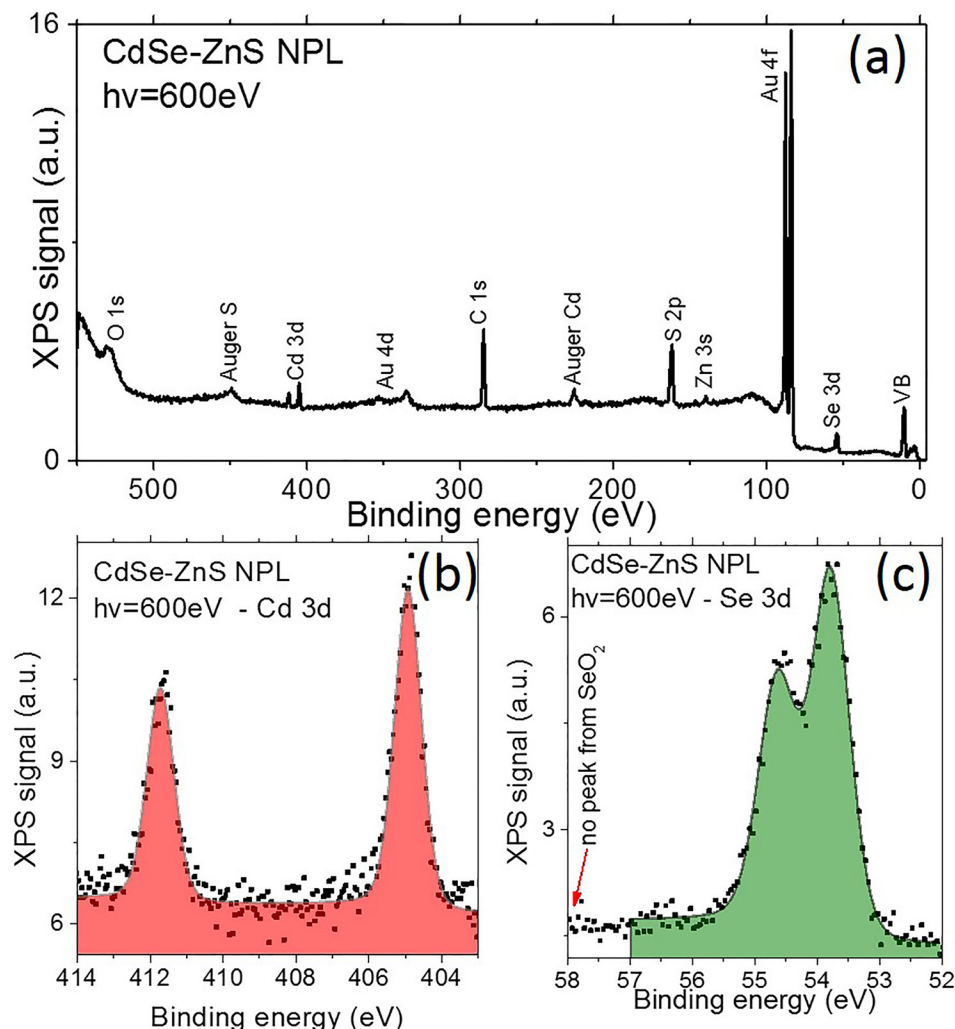 CdSe-ZnS NPL
hν=600eV
(a)
XPS signal (a.u.)
16
0
O 1s
Auger S
Cd 3d
Au 4d
C 1s
Auger Cd
S 2p
Zn 3s
Au 4f
Se 3d
VB
500
400
300
200
100
0
Binding energy (eV)
CdSe-ZnS NPL
hν=600eV - Cd 3d
(b)
XPS signal (a.u.)
12
9
6
414
412
410
408
406
404
Binding energy (eV)
CdSe-ZnS NPL
hν=600eV - Se 3d
(c)
XPS signal (a.u.)
6
3
no peak from SeO₂
58
57
56
55
54
53
52
Binding energy (eV)